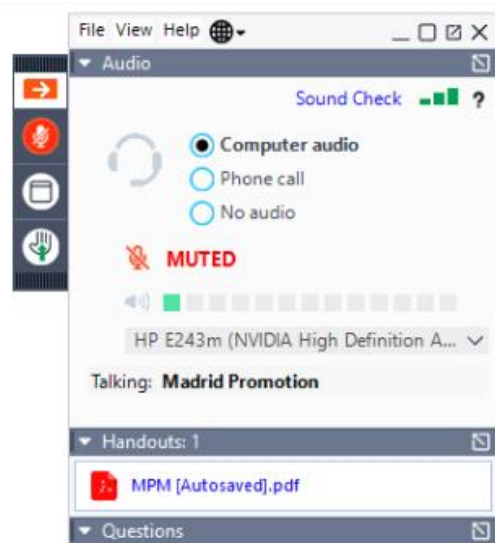 File View Help
Audio
Sound Check ?
Computer audio
Phone call
No audio
MUTED
HP E243m (NVIDIA High Definition A...
Talking: Madrid Promotion
Handouts: 1
MPM [Autosaved].pdf
Questions